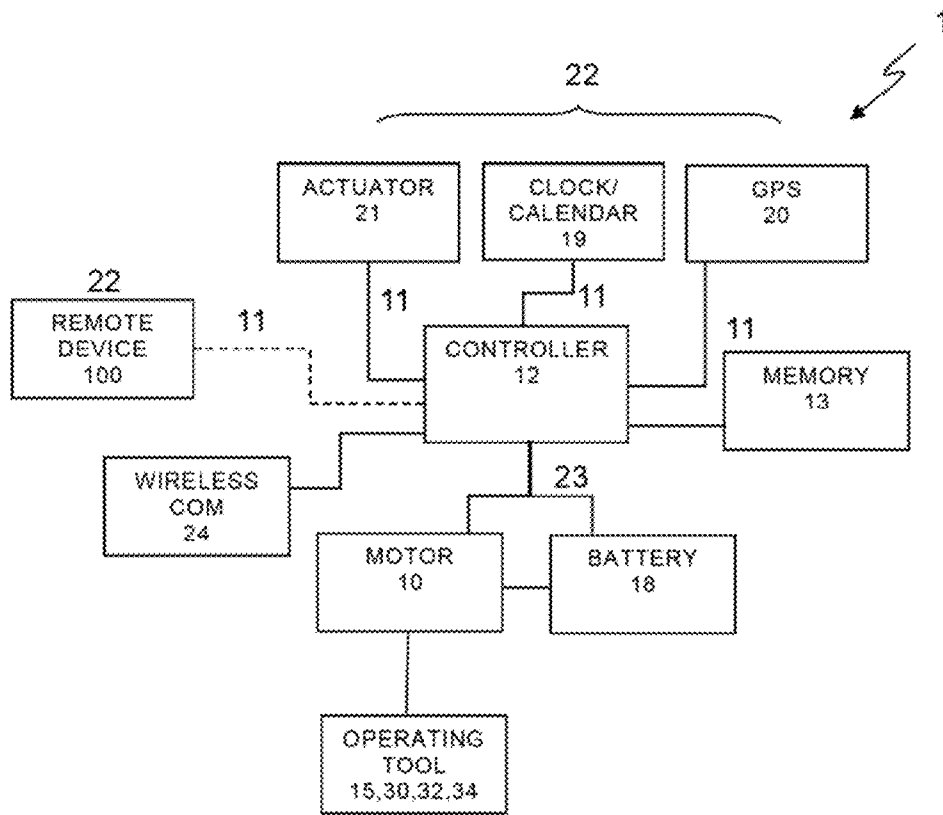 1
22
ACTUATOR
21
CLOCK/
CALENDAR
19
GPS
20
22
REMOTE
DEVICE
100
11
11
11
11
CONTROLLER
12
MEMORY
13
WIRELESS
COM
24
23
MOTOR
10
BATTERY
18
OPERATING
TOOL
15,30,32,34